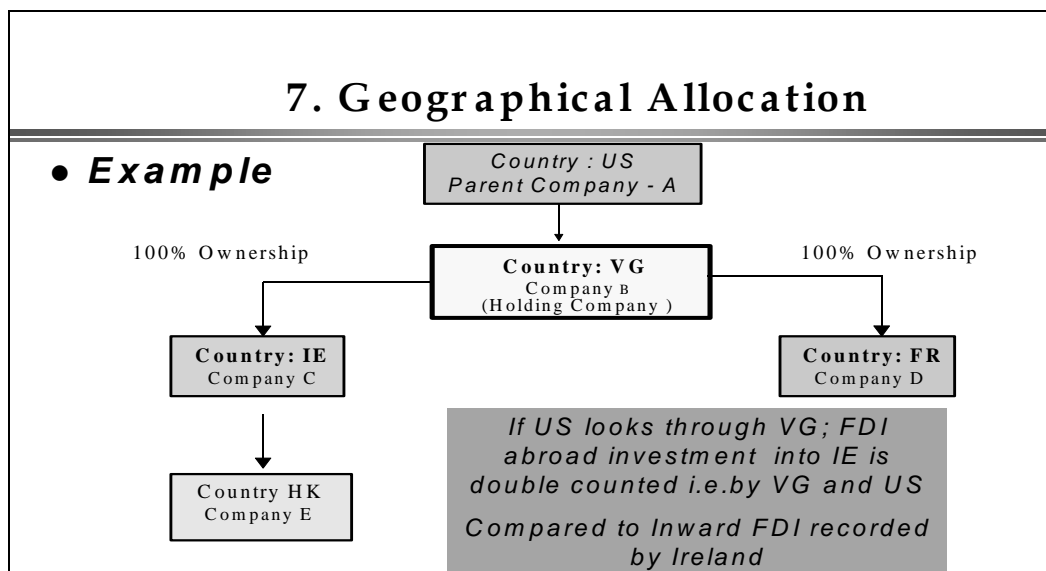 7. Geographical Allocation
● Example
Country : US
Parent Company - A
100% Ownership
Country: VG
Company B
(Holding Company )
100% Ownership
Country: IE
Company C
Country: FR
Company D
Country HK
Company E
If US looks through VG; FDI
abroad investment into IE is
double counted i.e.by VG and US
Compared to Inward FDI recorded
by Ireland